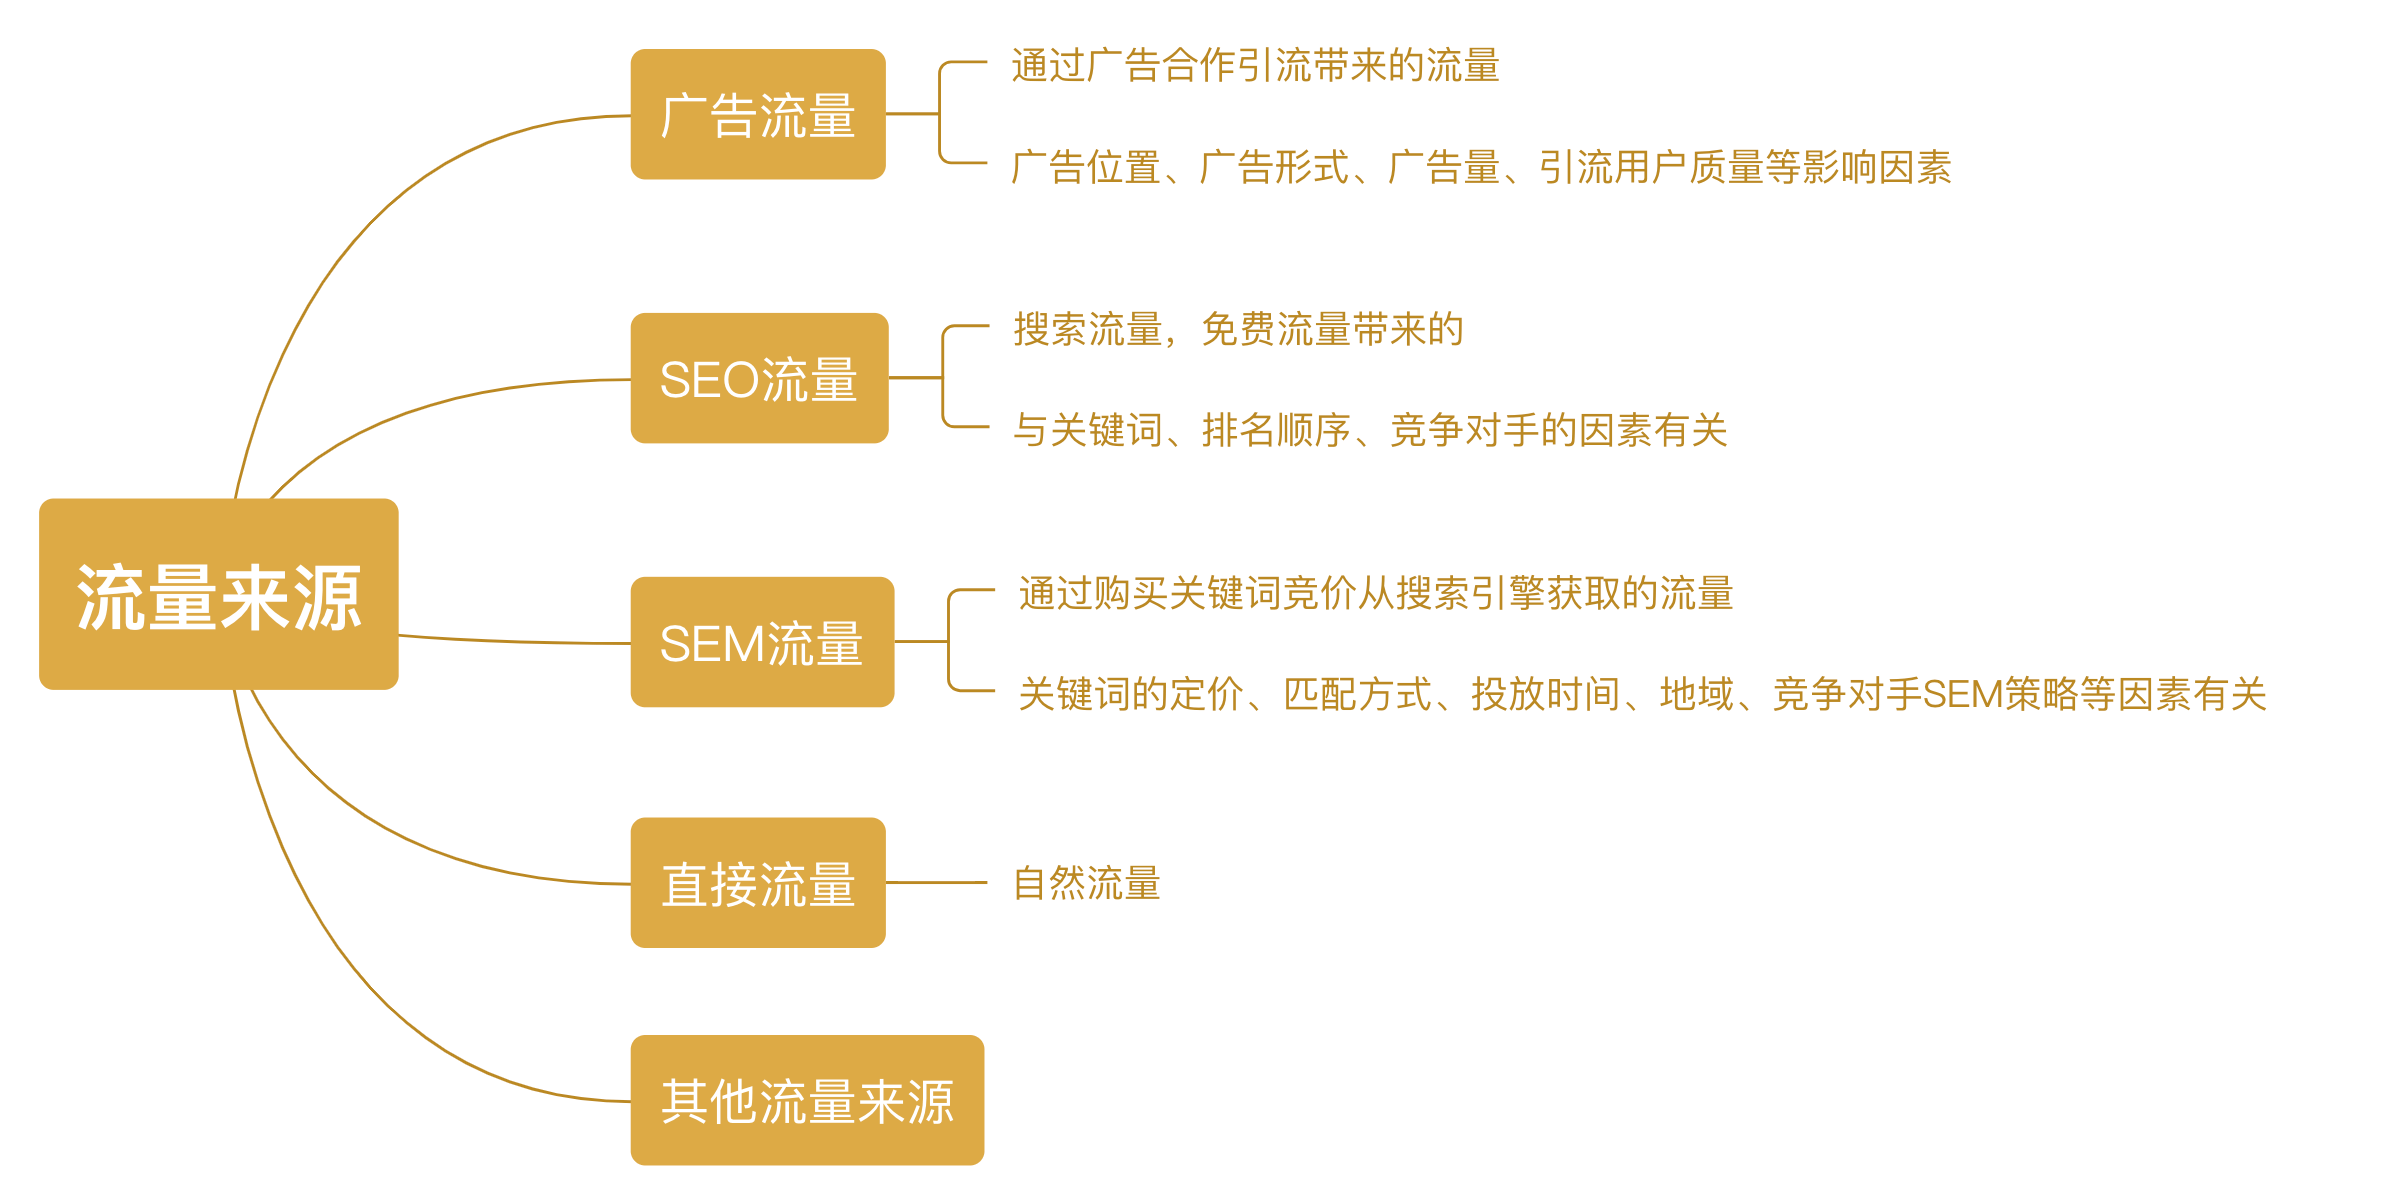 流量来源
广告流量
通过广告合作引流带来的流量
广告位置、广告形式、广告量、引流用户质量等影响因素
SEO流量
搜索流量，免费流量带来的
与关键词、排名顺序、竞争对手的因素有关
SEM流量
通过购买关键词竞价从搜索引擎获取的流量
关键词的定价、匹配方式、投放时间、地域、竞争对手SEM策略等因素有关
直接流量
自然流量
其他流量来源